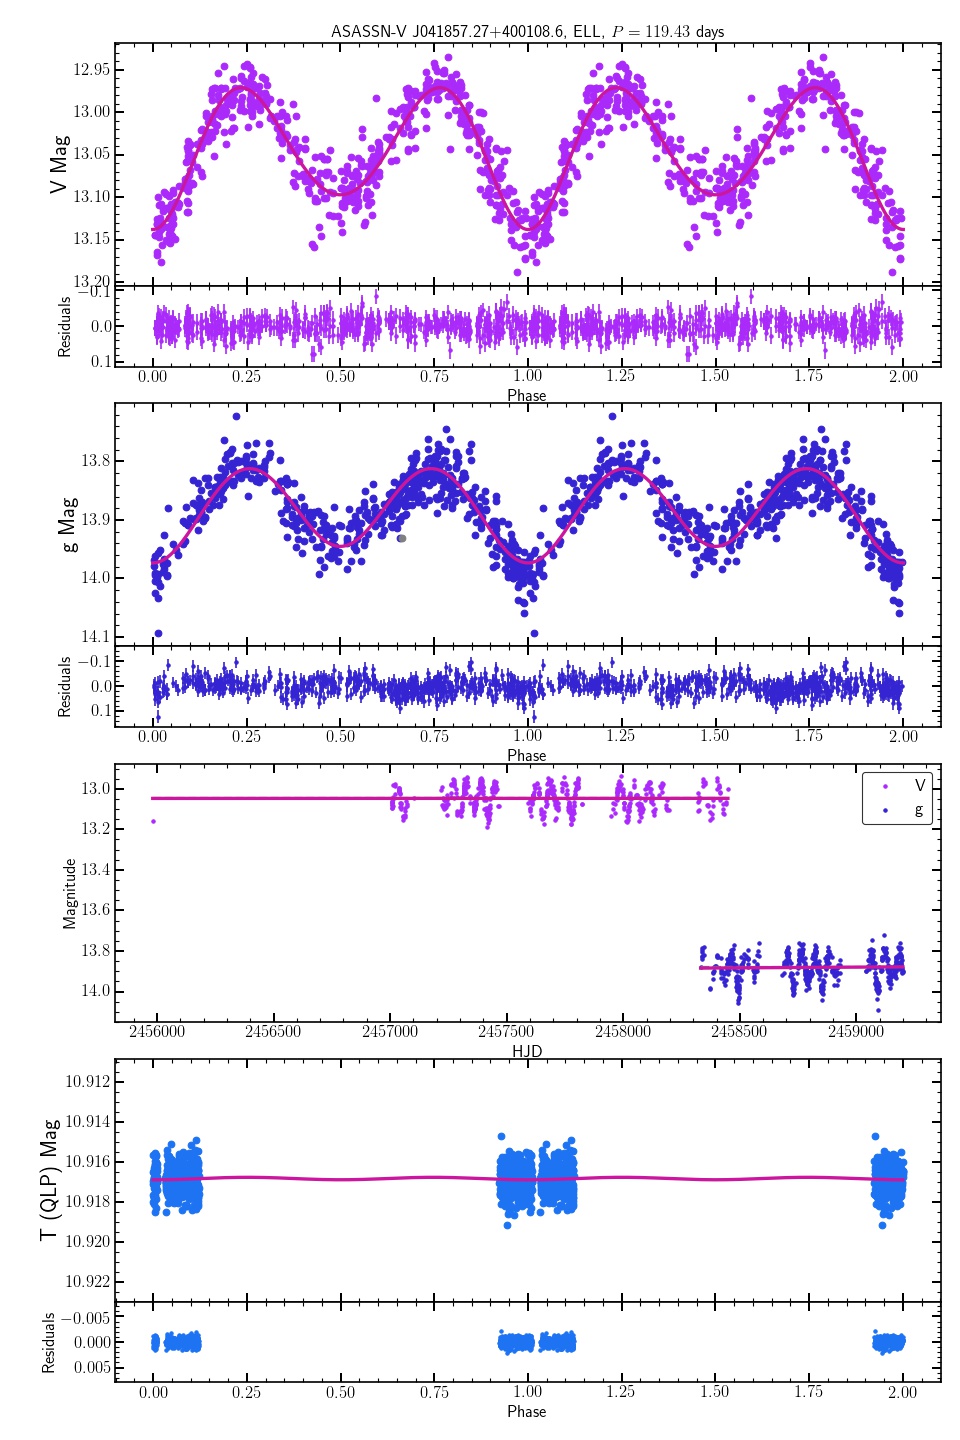 ASASSN-V J041857.27+400108.6, ELL, P = 119.43 days
12.95
13.00
13.05
13.10
13.15
13.20
V Mag
−0.1
0.0
0.1
Residuals
0.00 0.25 0.50 0.75 1.00 1.25 1.50 1.75 2.00
Phase
13.8
13.9
14.0
14.1
g Mag
−0.1
0.0
0.1
Residuals
0.00 0.25 0.50 0.75 1.00 1.25 1.50 1.75 2.00
Phase
13.0
13.2
13.4
13.6
13.8
14.0
Magnitude
V
g
2456000 2456500 2457000 2457500 2458000 2458500 2459000
HJD
10.912
10.914
10.916
10.918
10.920
10.922
T (QLP) Mag
−0.005
0.000
0.005
Residuals
0.00 0.25 0.50 0.75 1.00 1.25 1.50 1.75 2.00
Phase